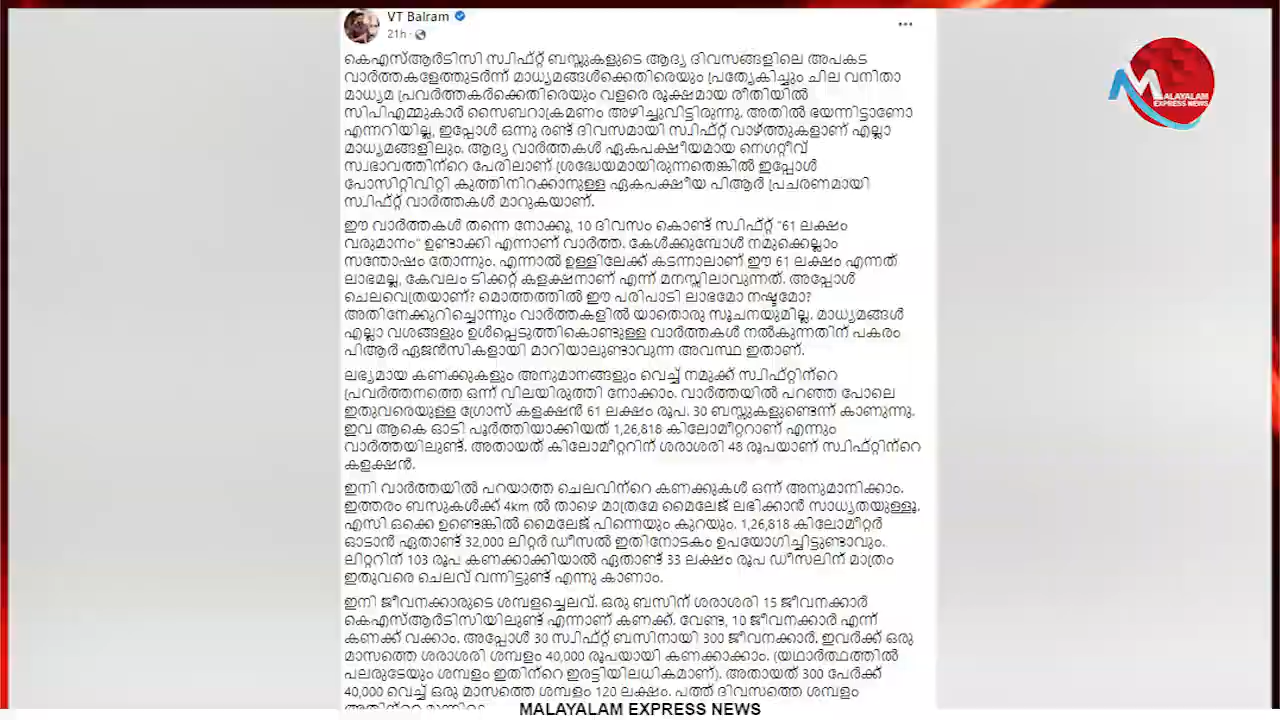 VT Balram
21h ·
കെഎസ്ആർടിസി സ്വിഫ്റ്റ് ബസ്സുകളുടെ ആദ്യ ദിവസങ്ങളിലെ അപകട
വാർത്തകളേത്തുടർന്ന് മാധ്യമങ്ങൾക്കെതിരെയും പ്രത്യേകിച്ചും ചില വനിതാ
മാധ്യമ പ്രവർത്തകർക്കെതിരെയും വളരെ രൂക്ഷമായ രീതിയിൽ
സിപിഎമ്മുകാർ സൈബറാക്രമണം അഴിച്ചുവിട്ടിരുന്നു. അതിൽ ഭയന്നിട്ടാണോ
എന്നറിയില്ല, ഇപ്പോൾ ഒന്നു രണ്ട് ദിവസമായി സ്വിഫ്റ്റ് വാഴ്ത്തുകളാണ് എല്ലാ
മാധ്യമങ്ങളിലും. ആദ്യ വാർത്തകൾ ഏകപക്ഷീയമായ നെഗറ്റീവ്
സ്വഭാവത്തിന്റെ പേരിലാണ് ശ്രദ്ധേയമായിരുന്നതെങ്കിൽ ഇപ്പോൾ
പോസിറ്റിവിറ്റി കുത്തിനിറക്കാനുള്ള ഏകപക്ഷീയ പിആർ പ്രചരണമായി
സ്വിഫ്റ്റ് വാർത്തകൾ മാറുകയാണ്.
ഈ വാർത്തകൾ തന്നെ നോക്കൂ, 10 ദിവസം കൊണ്ട് സ്വിഫ്റ്റ് "61 ലക്ഷം
വരുമാനം" ഉണ്ടാക്കി എന്നാണ് വാർത്ത. കേൾക്കുമ്പോൾ നമുക്കെല്ലാം
സന്തോഷം തോന്നും. എന്നാൽ ഉള്ളിലേക്ക് കടന്നാലാണ് ഈ 61 ലക്ഷം എന്നത്
ലാഭമല്ല, കേവലം ടിക്കറ്റ് കളക്ഷനാണ് എന്ന് മനസ്സിലാവുന്നത്. അപ്പോൾ
ചെലവെത്രയാണ്? മൊത്തത്തിൽ ഈ പരിപാടി ലാഭമോ നഷ്ടമോ?
അതിനേക്കുറിച്ചൊന്നും വാർത്തകളിൽ യാതൊരു സൂചനയുമില്ല. മാധ്യമങ്ങൾ
എല്ലാ വശങ്ങളും ഉൾപ്പെടുത്തികൊണ്ടുള്ള വാർത്തകൾ നൽകുന്നതിന് പകരം
പിആർ ഏജൻസികളായി മാറിയാലുണ്ടാവുന്ന അവസ്ഥ ഇതാണ്.
ലഭ്യമായ കണക്കുകളും അനുമാനങ്ങളും വെച്ച് നമുക്ക് സ്വിഫ്റ്റിന്റെ
പ്രവർത്തനത്തെ ഒന്ന് വിലയിരുത്തി നോക്കാം. വാർത്തയിൽ പറഞ്ഞ പോലെ
ഇതുവരെയുള്ള ഗ്രോസ് കളക്ഷൻ 61 ലക്ഷം രൂപ. 30 ബസ്സുകളുണ്ടെന്ന് കാണുന്നു.
ഇവ ആകെ ഓടി പൂർത്തിയാക്കിയത് 1,26,818 കിലോമീറ്ററാണ് എന്നും
വാർത്തയിലുണ്ട്. അതായത് കിലോമീറ്ററിന് ശരാശരി 48 രൂപയാണ് സ്വിഫ്റ്റിന്റെ
കളക്ഷൻ.
ഇനി വാർത്തയിൽ പറയാത്ത ചെലവിന്റെ കണക്കുകൾ ഒന്ന് അനുമാനിക്കാം.
ഇത്തരം ബസുകൾക്ക് 4km ൽ താഴെ മാത്രമേ മൈലേജ് ലഭിക്കാൻ സാധ്യതയുള്ളൂ.
എസി ഒക്കെ ഉണ്ടെങ്കിൽ മൈലേജ് പിന്നെയും കുറയും. 1,26,818 കിലോമീറ്റർ
ഓടാൻ ഏതാണ്ട് 32,000 ലിറ്റർ ഡീസൽ ഇതിനോടകം ഉപയോഗിച്ചിട്ടുണ്ടാവും.
ലിറ്ററിന് 103 രൂപ കണക്കാക്കിയാൽ ഏതാണ്ട് 33 ലക്ഷം രൂപ ഡീസലിന് മാത്രം
ഇതുവരെ ചെലവ് വന്നിട്ടുണ്ട് എന്നു കാണാം.
ഇനി ജീവനക്കാരുടെ ശമ്പളച്ചെലവ്. ഒരു ബസിന് ശരാശരി 15 ജീവനക്കാർ
കെഎസ്ആർടിസിയിലുണ്ട് എന്നാണ് കണക്ക്. വേണ്ട, 10 ജീവനക്കാർ എന്ന്
കണക്ക് വക്കാം. അപ്പോൾ 30 സ്വിഫ്റ്റ് ബസിനായി 300 ജീവനക്കാർ. ഇവർക്ക് ഒരു
മാസത്തെ ശരാശരി ശമ്പളം 40,000 രൂപയായി കണക്കാക്കാം. (യഥാർത്ഥത്തിൽ
പലരുടേയും ശമ്പളം ഇതിന്റെ ഇരട്ടിയിലധികമാണ്). അതായത് 300 പേർക്ക്
40,000 വെച്ച് ഒരു മാസത്തെ ശമ്പളം 120 ലക്ഷം. പത്ത് ദിവസത്തെ ശമ്പളം
MALAYALAM
EXPRESS NEWS
MALAYALAM EXPRESS NEWS